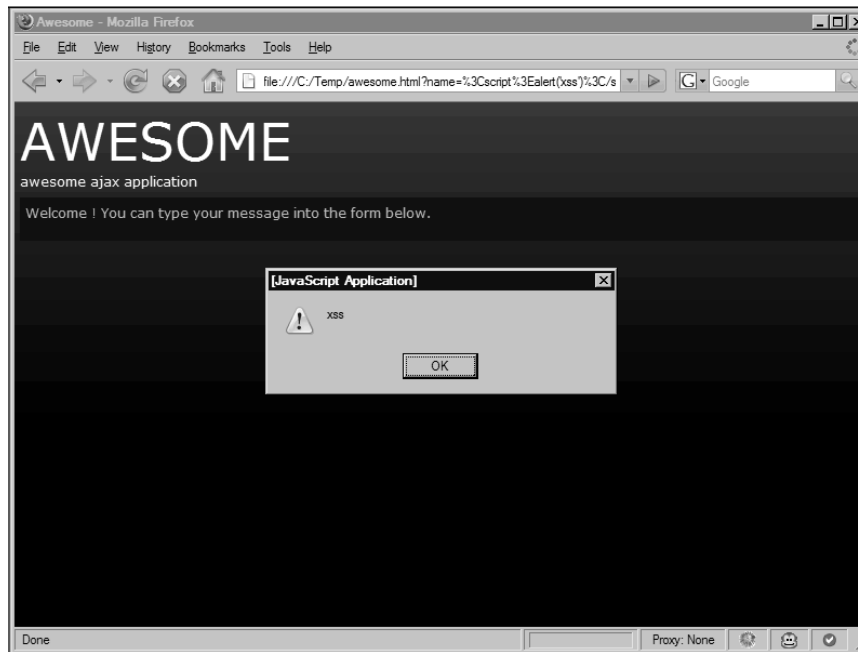 Awesome - Mozilla Firefox
File Edit View History Bookmarks Tools Help
file:///C:/Temp/awesome.html?name=%3Cscript%3Ealert('xss')%3C/s
G Google
AWESOME
awesome ajax application
Welcome ! You can type your message into the form below.
[JavaScript Application]
xss
OK
Done
Proxy: None